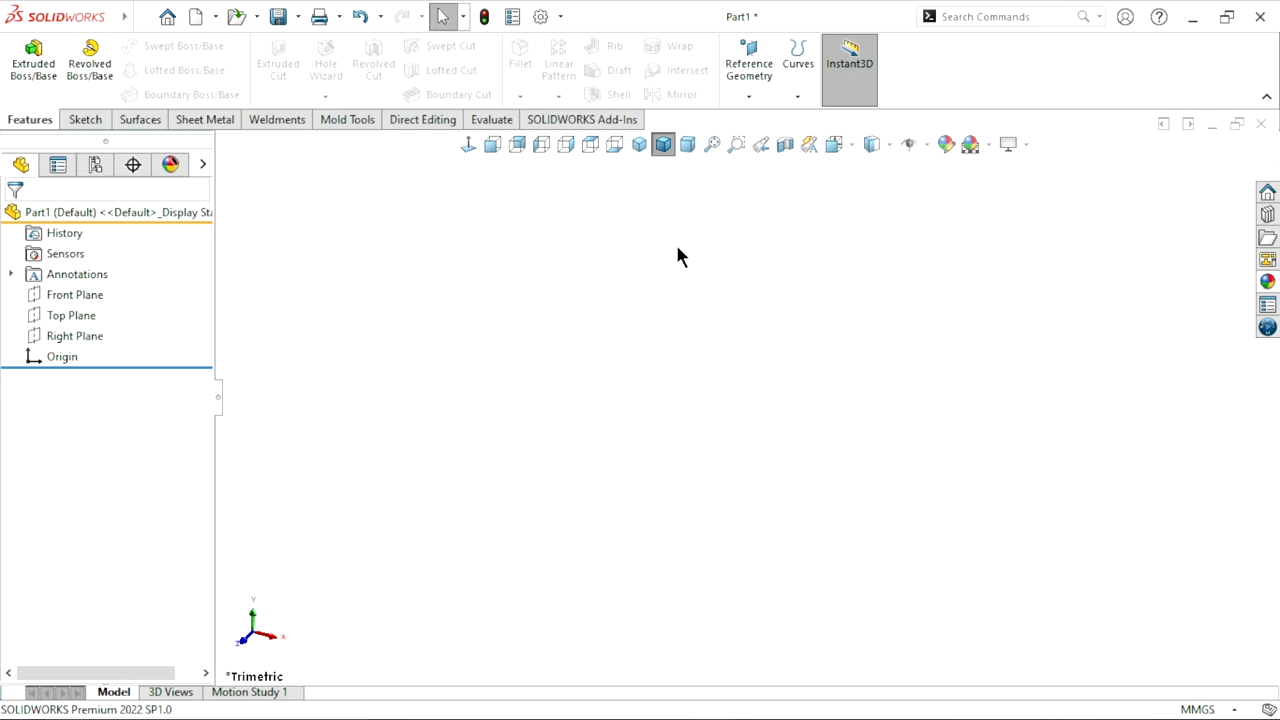 SOLIDWORKS
Part1 *
Search Commands
Extruded Boss/Base
Revolved Boss/Base
Swept Boss/Base
Lofted Boss/Base
Boundary Boss/Base
Extruded Cut
Hole Wizard
Revolved Cut
Swept Cut
Lofted Cut
Boundary Cut
Fillet
Linear Pattern
Rib
Draft
Shell
Wrap
Intersect
Mirror
Reference Geometry
Curves
Instant3D
Features
Sketch
Surfaces
Sheet Metal
Weldments
Mold Tools
Direct Editing
Evaluate
SOLIDWORKS Add-Ins
Part1 (Default) <<Default>_Display Sta
History
Sensors
Annotations
Front Plane
Top Plane
Right Plane
Origin
Y
X
Z
*Trimetric
Model
3D Views
Motion Study 1
SOLIDWORKS Premium 2022 SP1.0
MMGS